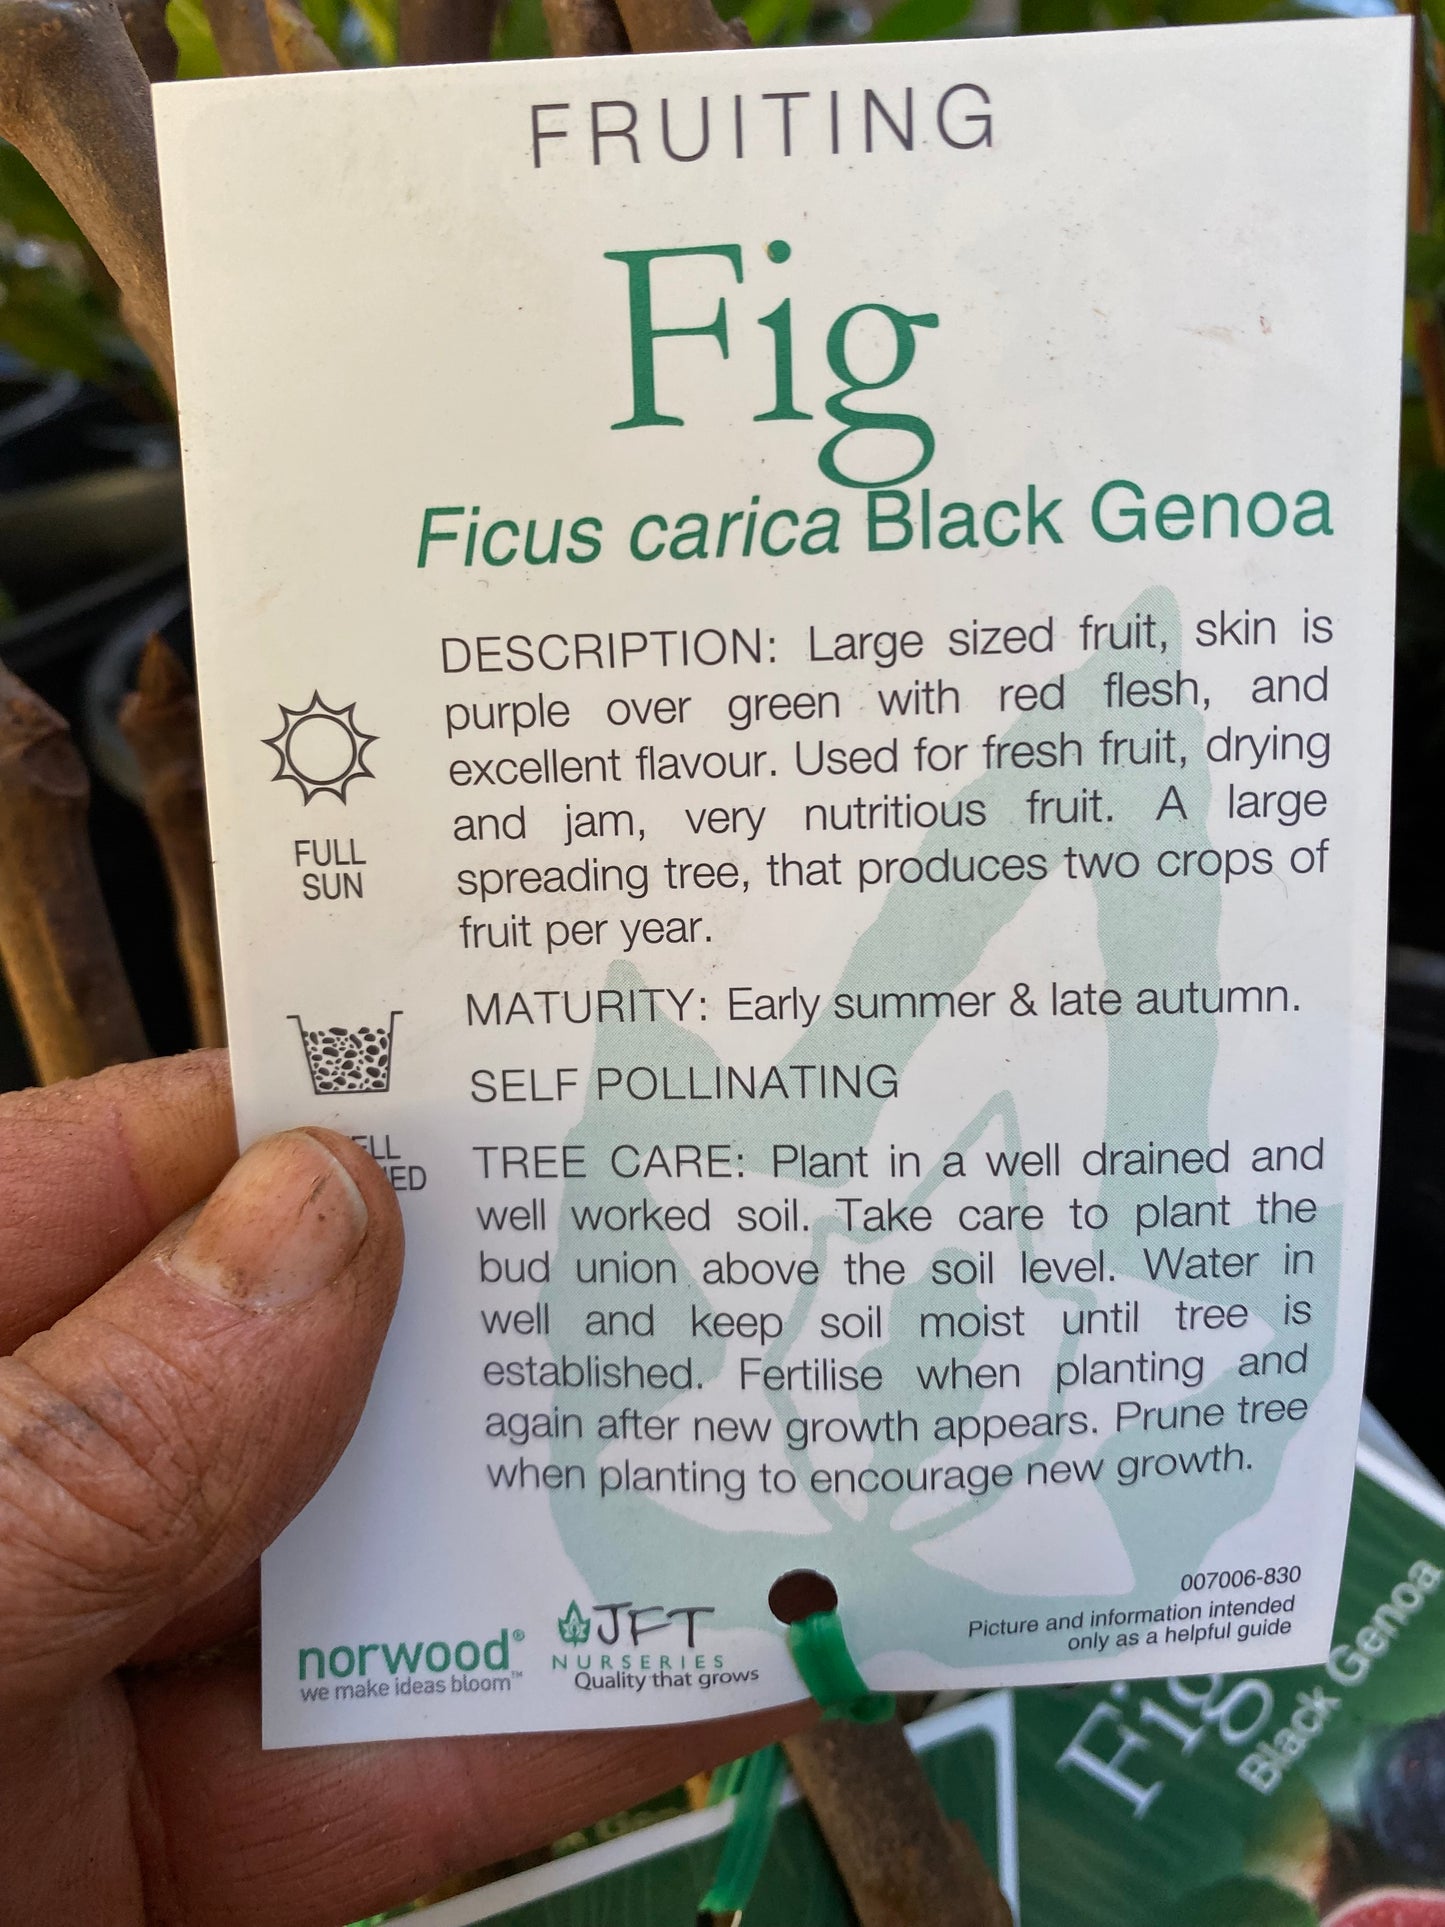 FRUITING
Fig
Ficus carica Black Genoa
DESCRIPTION: Large sized fruit, skin is
purple over green with red flesh, and
excellent flavour. Used for fresh fruit, drying
and jam, very nutritious fruit. A large
spreading tree, that produces two crops of
fruit per year.
MATURITY: Early summer & late autumn.
SELF POLLINATING
TREE CARE: Plant in a well drained and
well worked soil. Take care to plant the
bud union above the soil level. Water in
well and keep soil moist until tree is
established. Fertilise when planting and
again after new growth appears. Prune tree
when planting to encourage new growth.
FULL
SUN
007006-830
Picture and information intended
only as a helpful guide
norwood®
we make ideas bloom™
JFT
NURSERIES
Quality that grows
Fig
Black Genoa